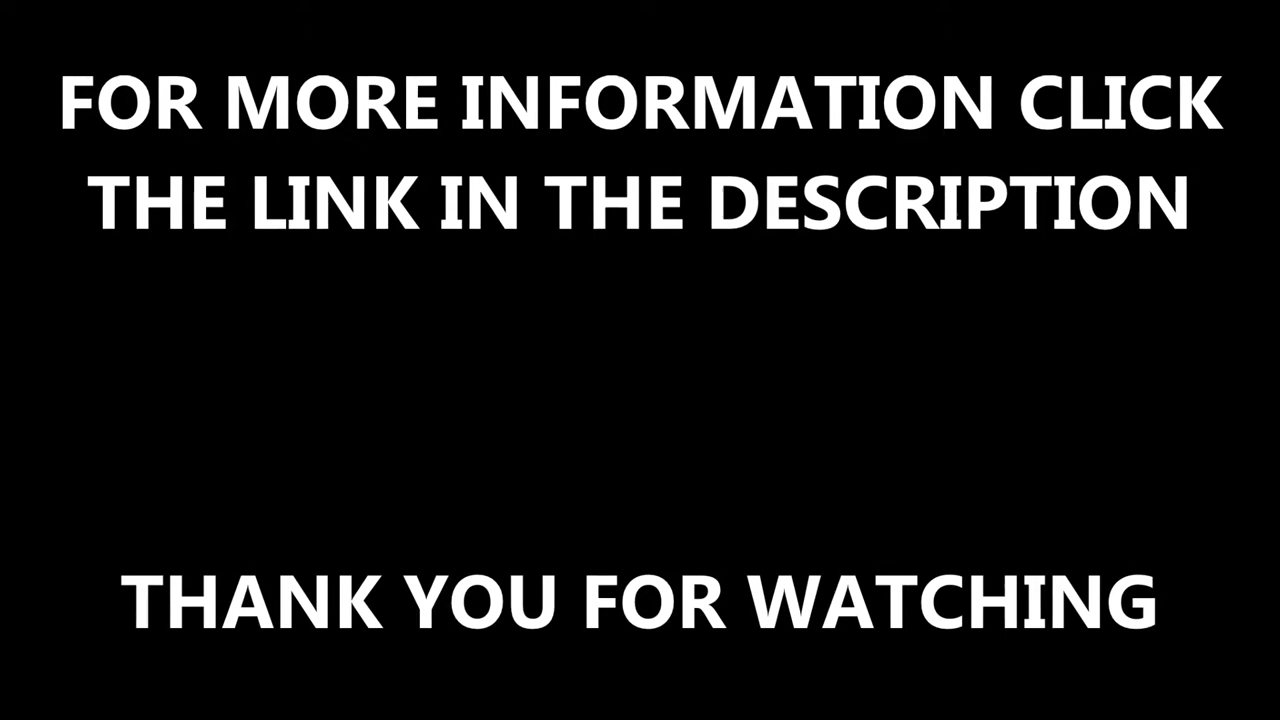 FOR MORE INFORMATION CLICK
THE LINK IN THE DESCRIPTION
THANK YOU FOR WATCHING